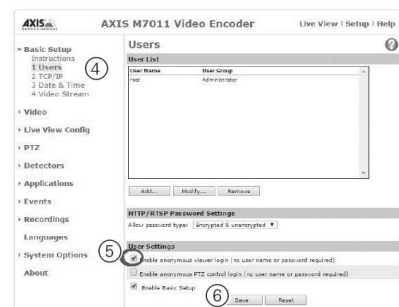 AXIS
AXIS M7011 Video Encoder
Live View | Setup | Help
Basic Setup
Instructions
1 Users
2 TCP/IP
3 Date & Time
4 Video Stream
4
Video
Live View Config
PTZ
Detectors
Applications
Events
Recordings
Languages
System Options
About
Users
?
User List
User Name User Group
root Administrator
Add... Modify... Remove
HTTP/RTSP Password Settings
Allow password type: Encrypted & unencrypted
User Settings
5
Enable anonymous viewer login (no user name or password required)
Enable anonymous PTZ control login (no user name or password required)
Enable Basic Setup
6
Save Reset